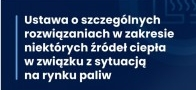 Ustawa o szczególnych
rozwiązaniach w zakresie
niektórych źródeł ciepła
w związku z sytuacją
na rynku paliw